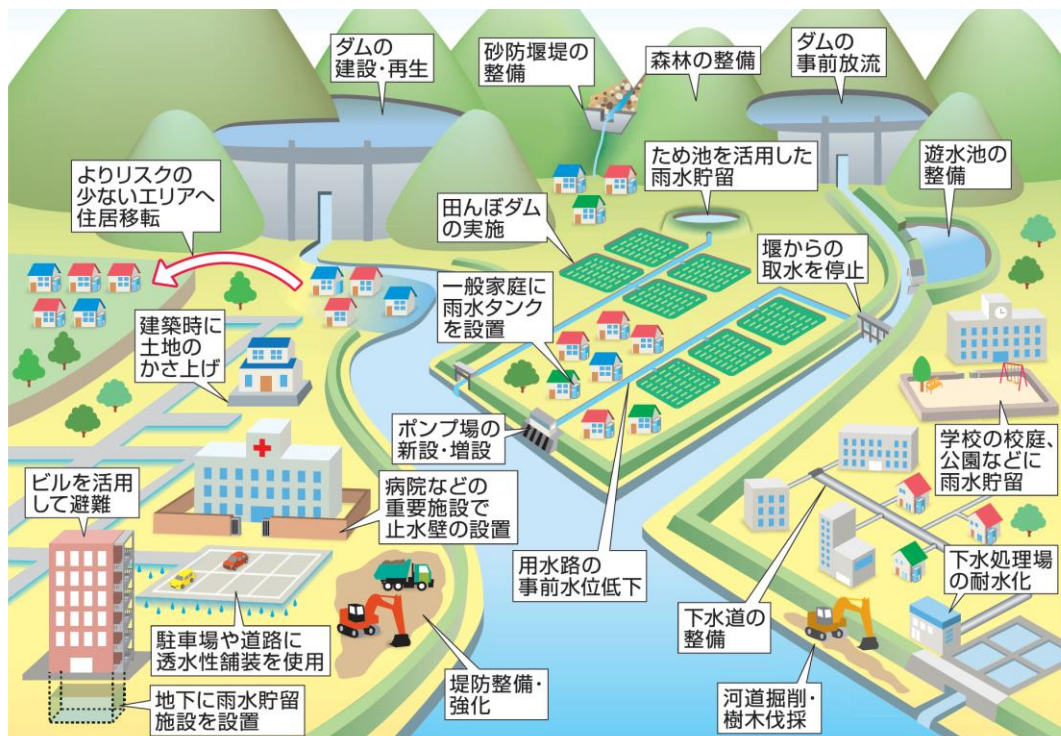 ダムの
建設・再生
砂防堰堤の
整備
森林の整備
ダムの
事前放流
よりリスクの
少ないエリアへ
住居移転
田んぼダム
の実施
ため池を活用した
雨水貯留
遊水池の
整備
一般家庭に
雨水タンク
を設置
堰からの
取水を停止
建築時に
土地の
かさ上げ
ポンプ場の
新設・増設
学校の校庭、
公園などに
雨水貯留
ビルを活用
して避難
病院などの
重要施設で
止水壁の設置
用水路の
事前水位低下
下水処理場
の耐水化
下水道の
整備
駐車場や道路に
透水性舗装を使用
地下に雨水貯留
施設を設置
堤防整備・
強化
河道掘削・
樹木伐採